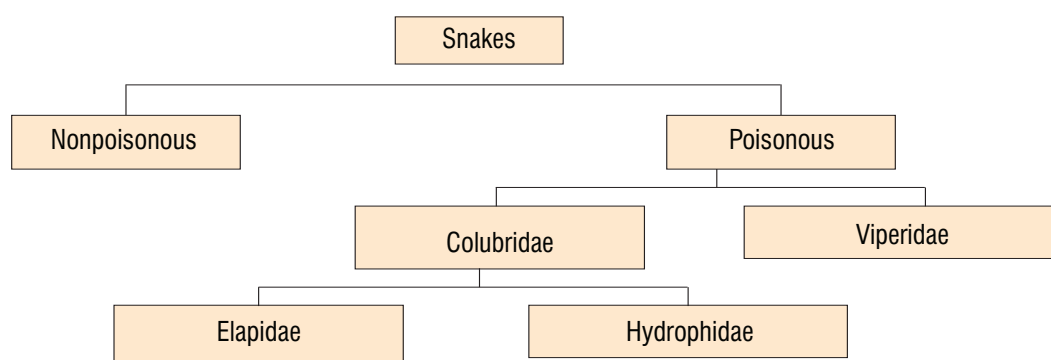 Snakes
Nonpoisonous
Poisonous
Colubridae
Viperidae
Elapidae
Hydrophidae